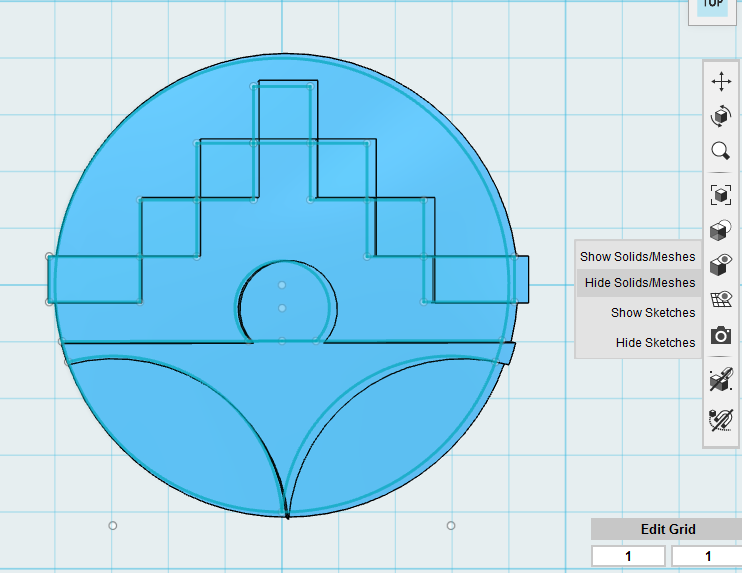 TOP
Show Solids/Meshes
Hide Solids/Meshes
Show Sketches
Hide Sketches
Edit Grid
1 1